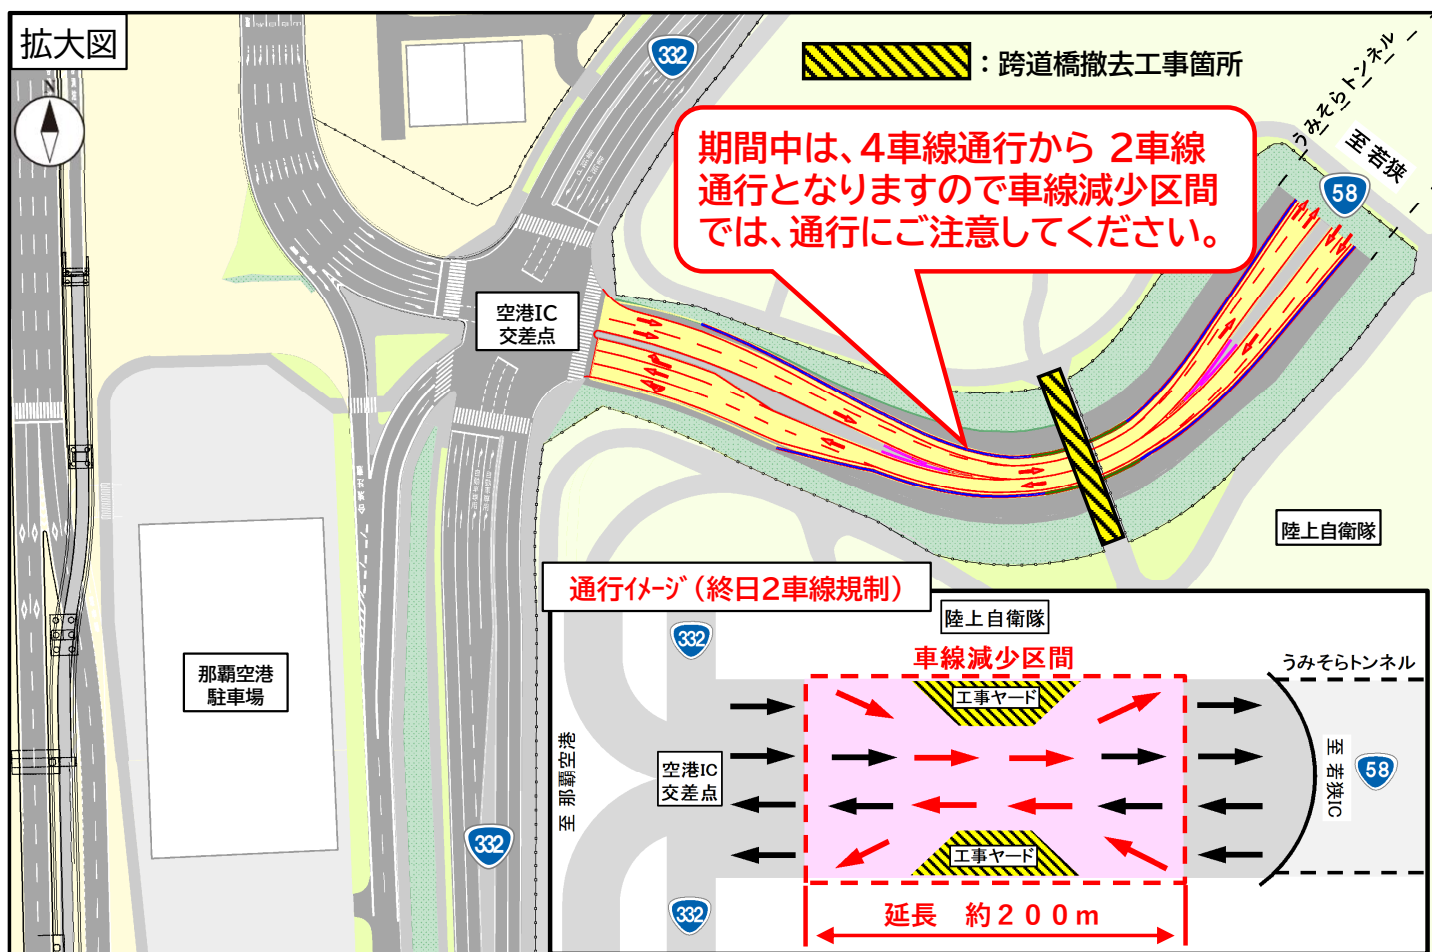 拡大図
N
332
：跨道橋撤去工事箇所
うみそらトンネル
至 若狭
58
期間中は、4車線通行から 2車線
通行となりますので車線減少区間
では、通行にご注意してください。
空港IC
交差点
陸上自衛隊
那覇空港
駐車場
332
通行イメージ（終日2車線規制）
陸上自衛隊
332
車線減少区間
うみそらトンネル
工事ヤード
至 那覇空港
空港IC
交差点
至 若狭IC
58
工事ヤード
332
延長　約２００ｍ